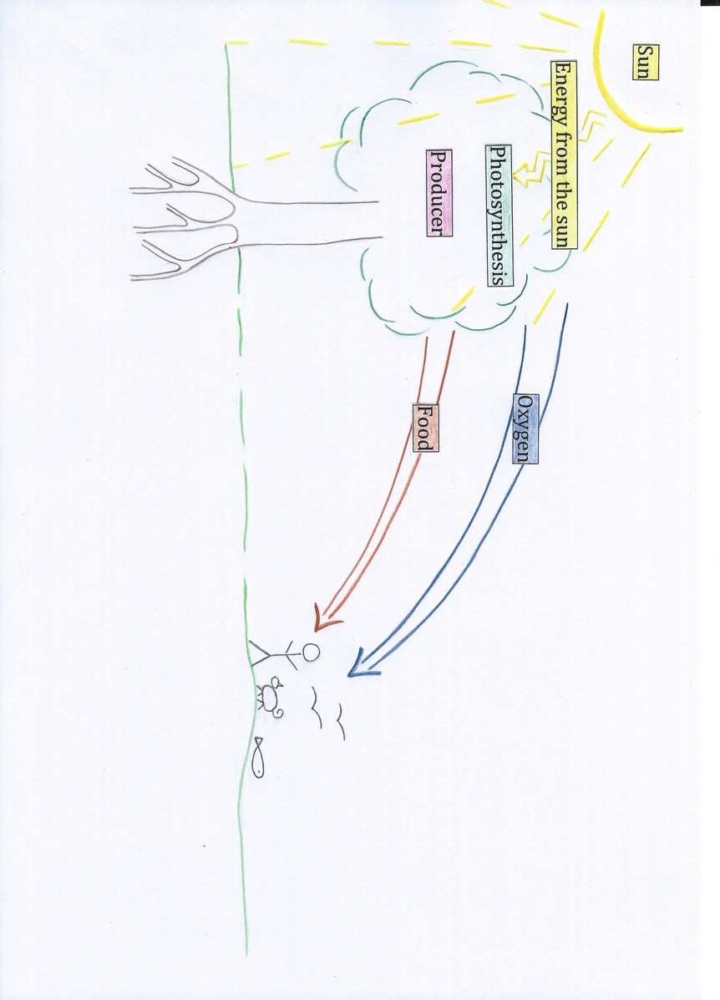 Sun
Energy from the sun
Photosynthesis
Producer
Oxygen
Food